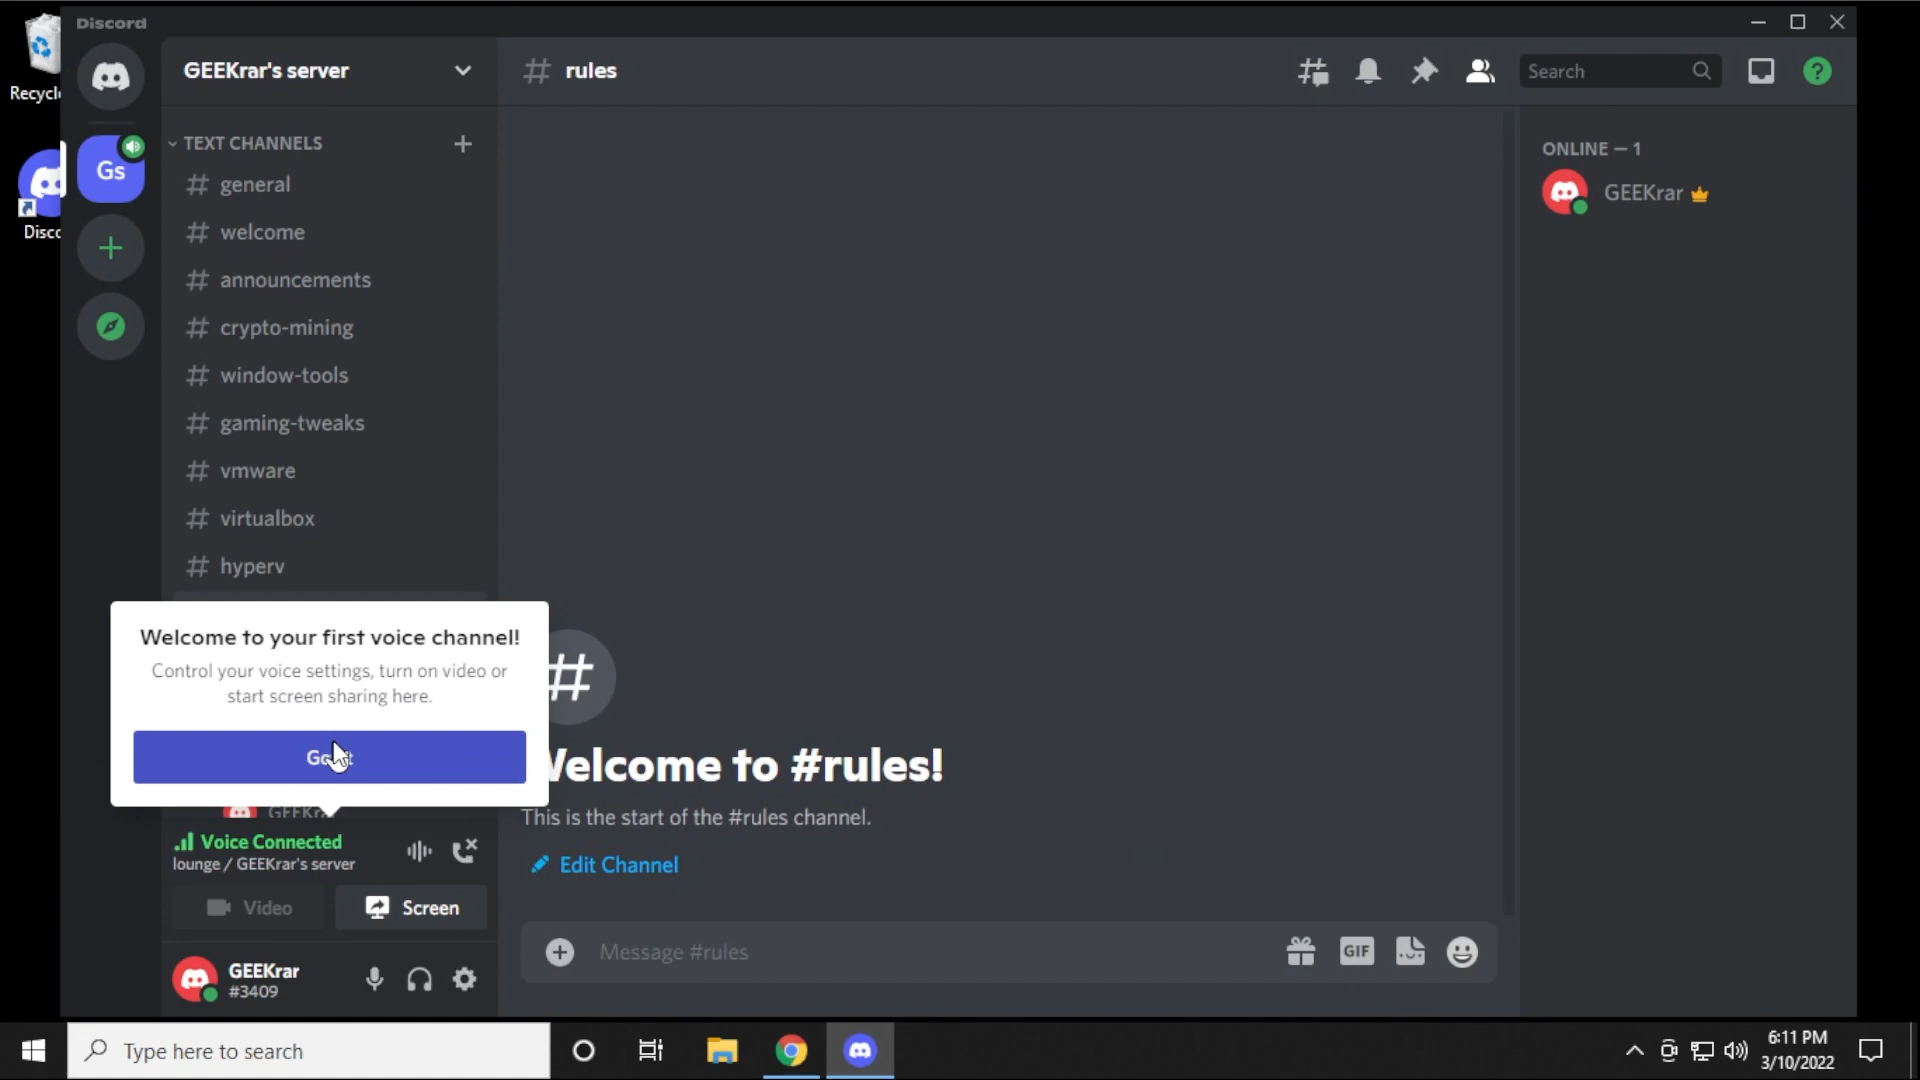 Discord
Recycl
Disco
GEEKrar's server
Gs
TEXT CHANNELS
general
welcome
announcements
crypto-mining
window-tools
gaming-tweaks
vmware
virtualbox
hyperv
Welcome to your first voice channel!
Control your voice settings, turn on video or
start screen sharing here.
Voice Connected
lounge / GEEKrar's server
Video
Screen
GEEKrar
#3409
# rules
Search
?
Welcome to #rules!
This is the start of the #rules channel.
Edit Channel
Message #rules
GIF
ONLINE — 1
GEEKrar
Type here to search
6:11 PM
3/10/2022